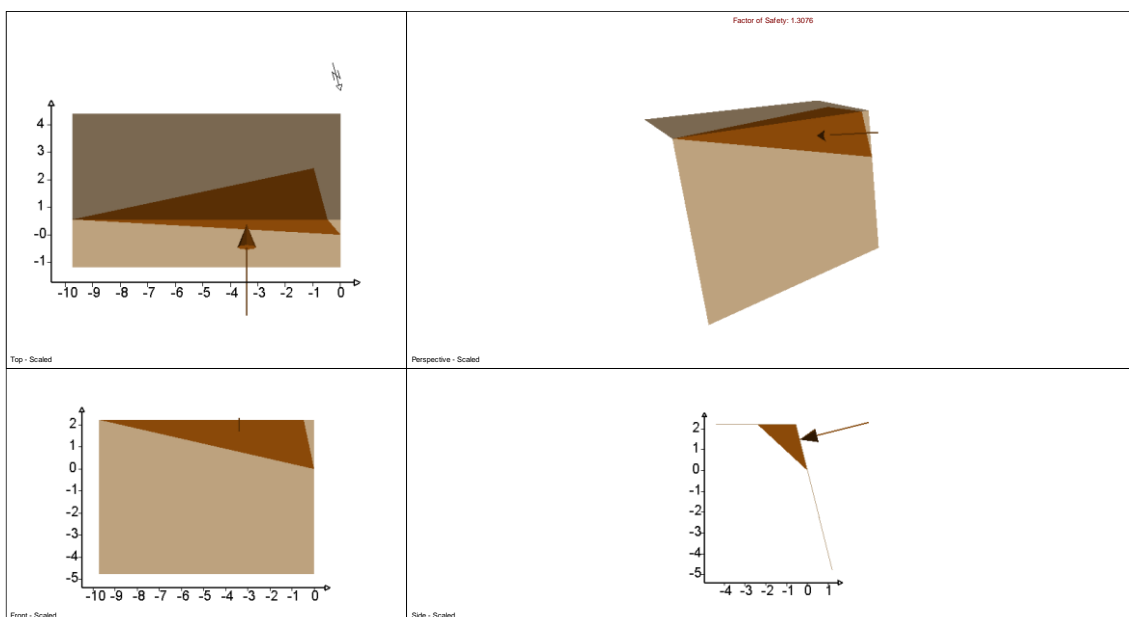 Factor of Safety: 1.3076
N
4
3
2
1
-0
-1
-10 -9 -8 -7 -6 -5 -4 -3 -2 -1 0
Top - Scaled
Perspective - Scaled
2
1
0
-1
-2
-3
-4
-5
-10 -9 -8 -7 -6 -5 -4 -3 -2 -1 0
Front - Scaled
2
1
0
-1
-2
-3
-4
-5
-4 -3 -2 -1 0 1
Side - Scaled